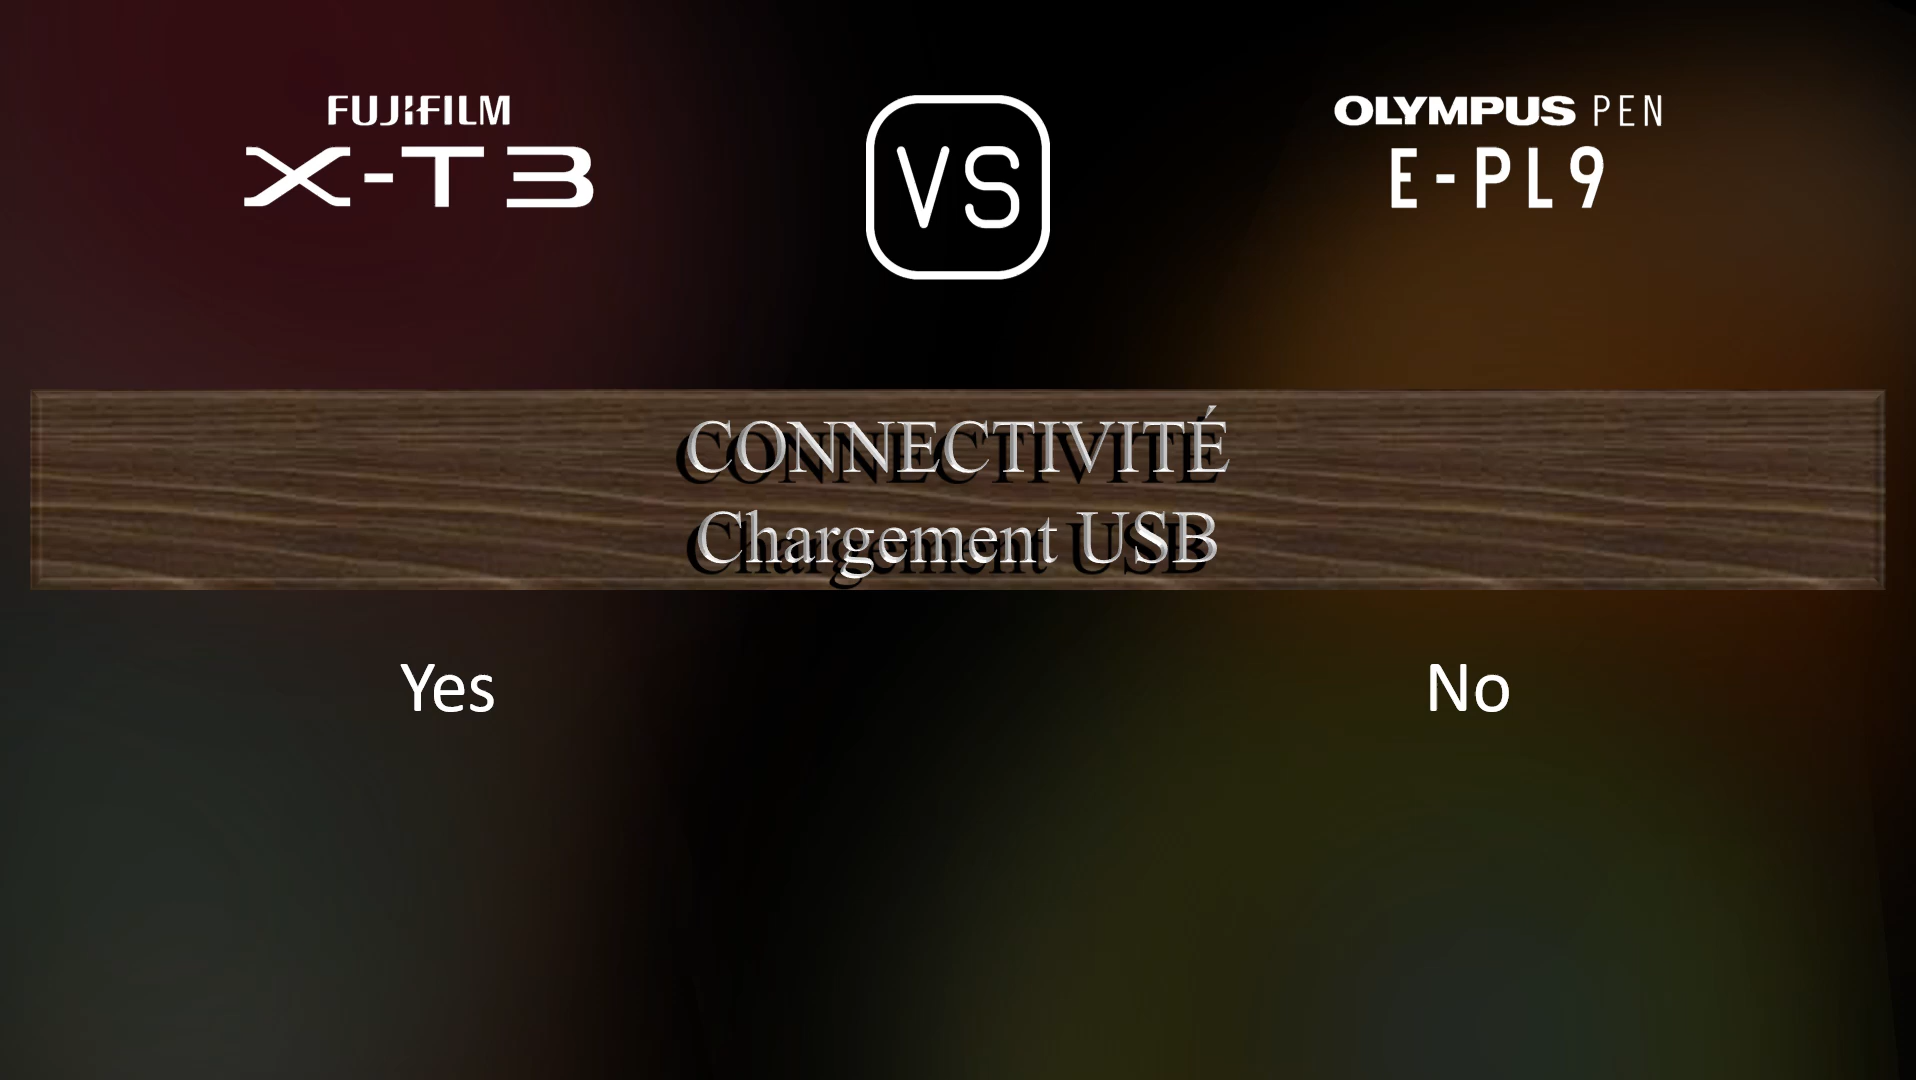 FUJIFILM
X-T3
VS
OLYMPUS PEN
E-PL9
CONNECTIVITÉ
Chargement USB
Yes
No